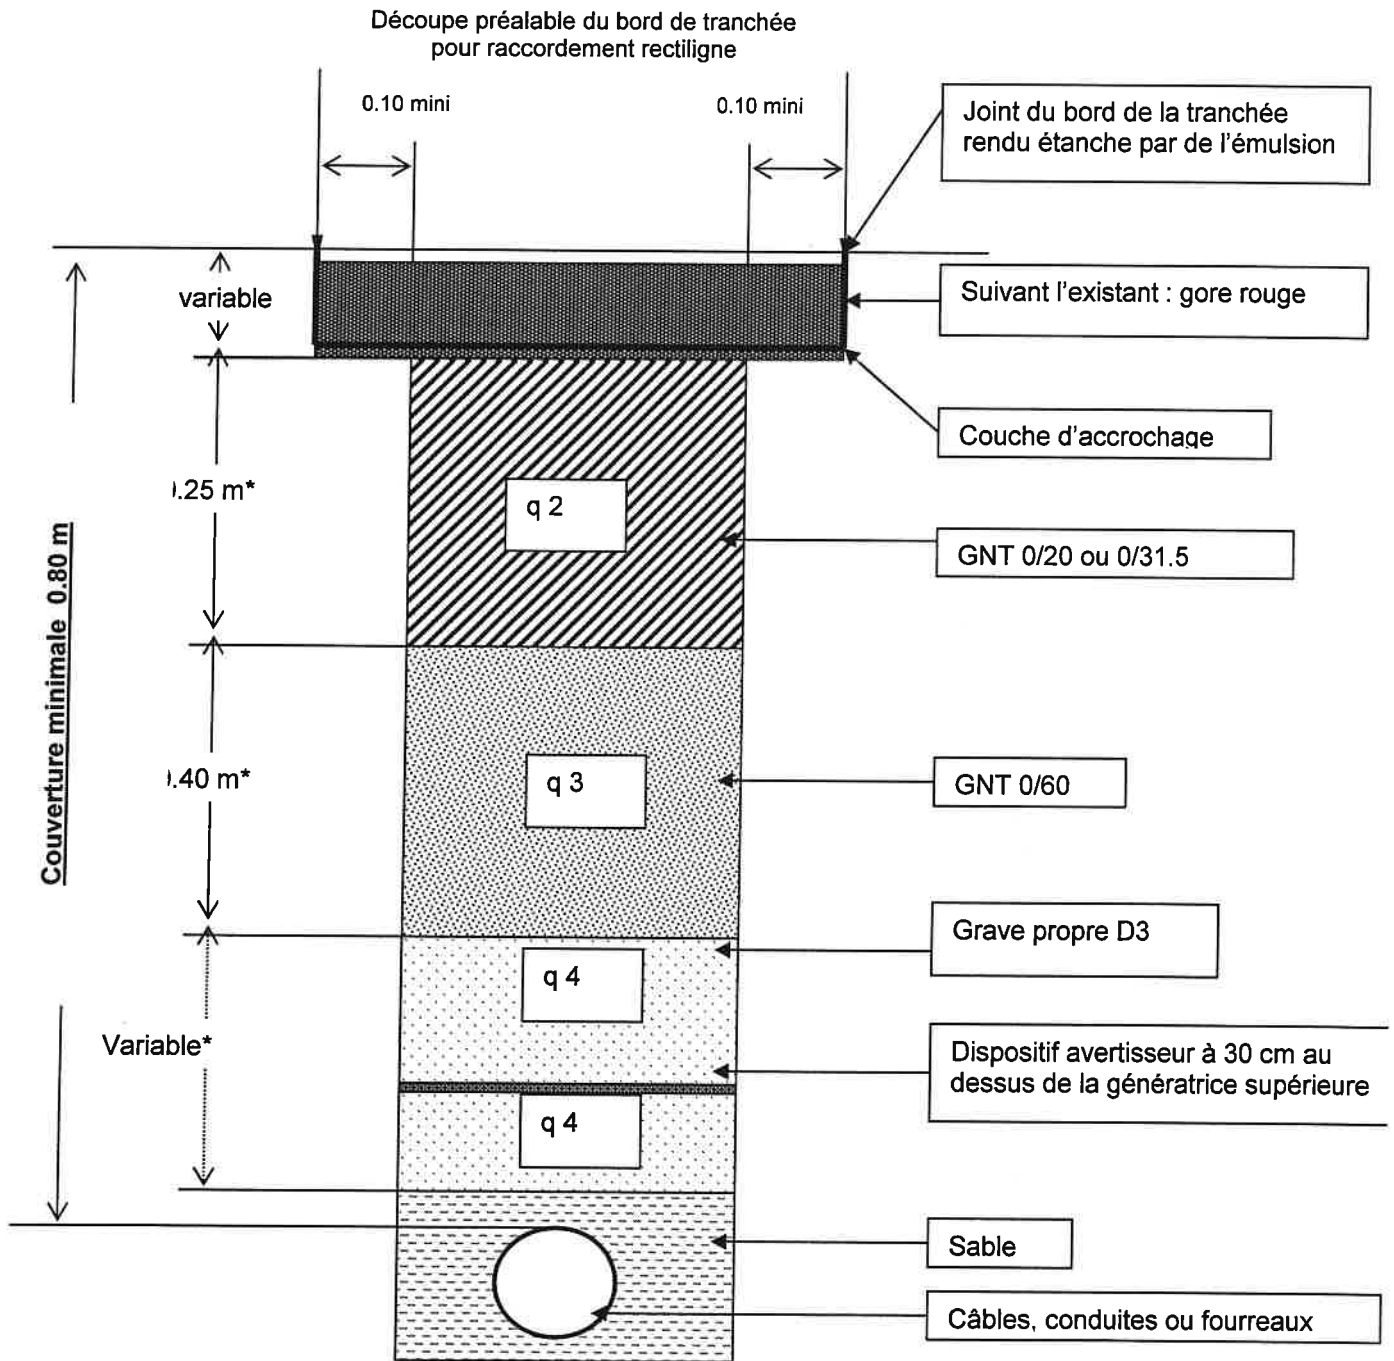 Découpe préalable du bord de tranchée
pour raccordement rectiligne
0.10 mini
0.10 mini
Joint du bord de la tranchée
rendu étanche par de l'émulsion
variable
Suivant l'existant : gore rouge
Couche d'accrochage
.25 m*
q 2
GNT 0/20 ou 0/31.5
Couverture minimale 0.80 m
.40 m*
q 3
GNT 0/60
Grave propre D3
q 4
Variable*
Dispositif avertisseur à 30 cm au
dessus de la génératrice supérieure
q 4
Sable
Câbles, conduites ou fourreaux